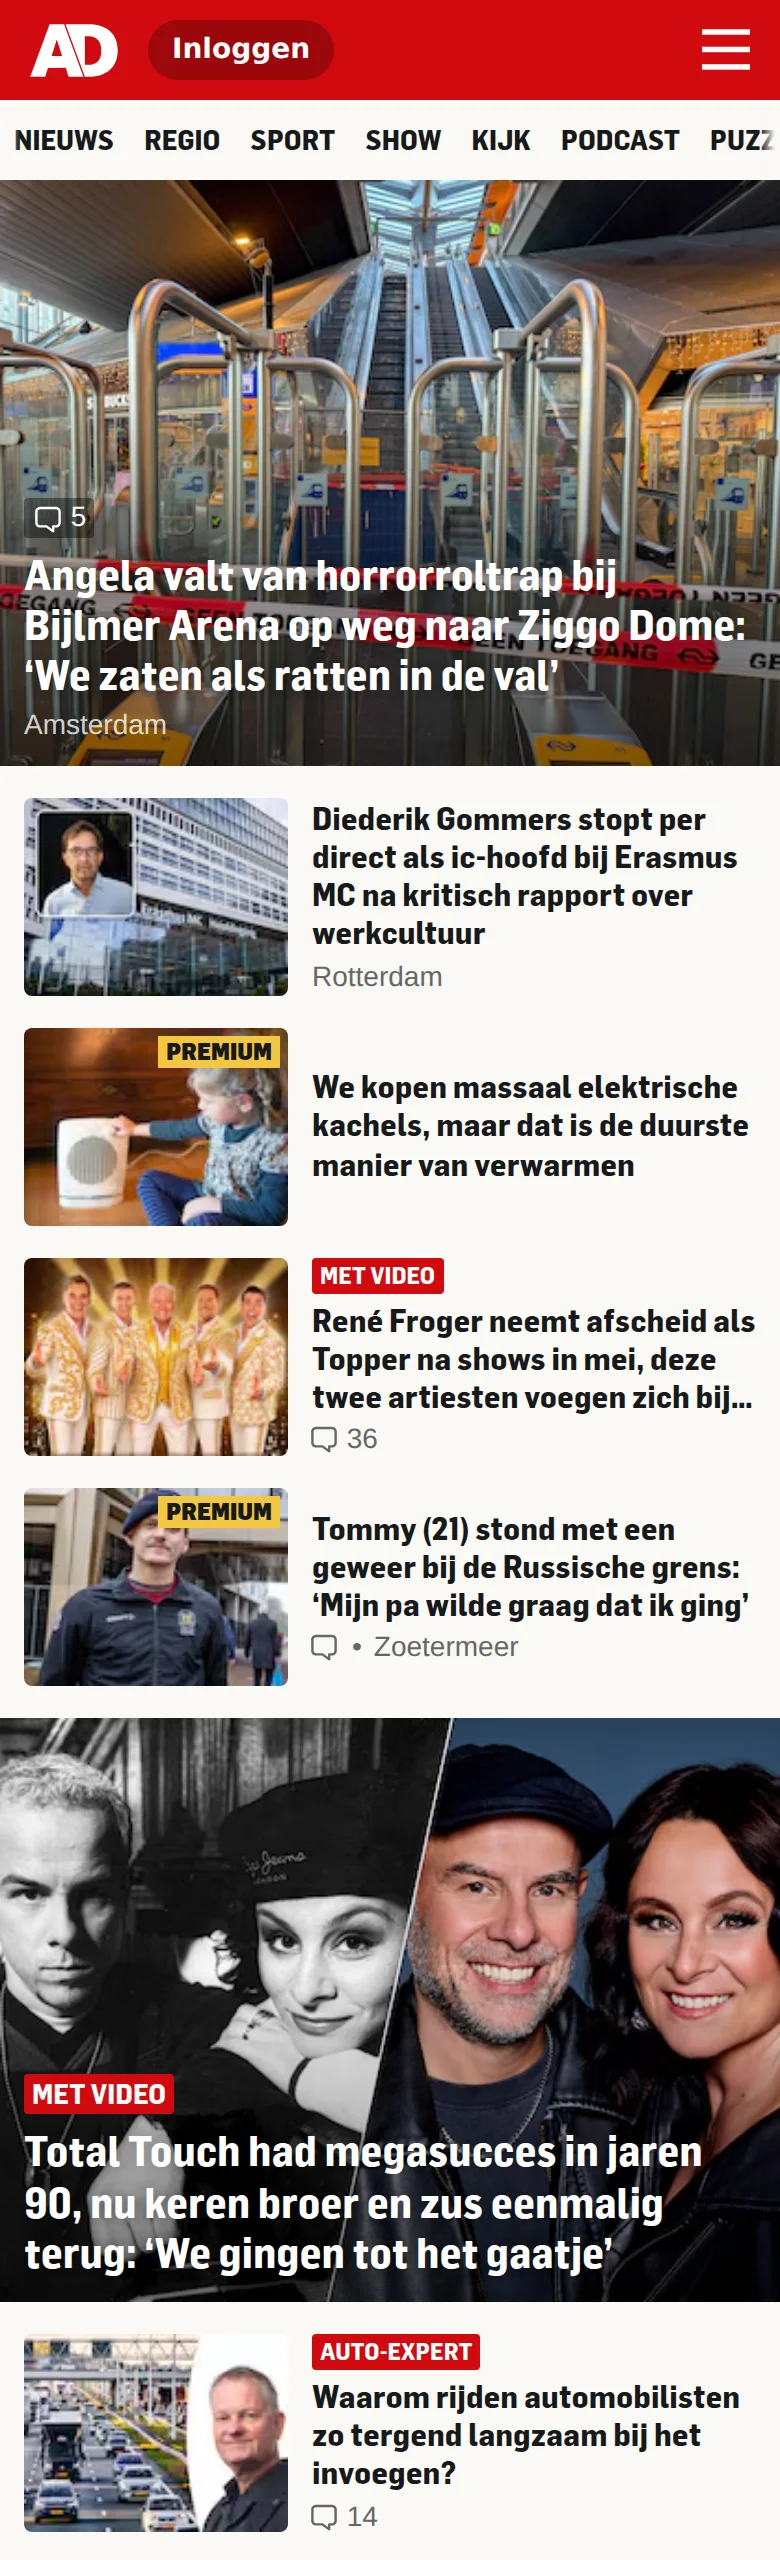 AD
Inloggen
NIEUWS REGIO SPORT SHOW KIJK PODCAST PUZZ
5
Angela valt van horrorroltrap bij
Bijlmer Arena op weg naar Ziggo Dome:
‘We zaten als ratten in de val’
GEEN TOEGANG
Amsterdam
Diederik Gommers stopt per
direct als ic-hoofd bij Erasmus
MC na kritisch rapport over
werkcultuur
Rotterdam
PREMIUM
We kopen massaal elektrische
kachels, maar dat is de duurste
manier van verwarmen
MET VIDEO
René Froger neemt afscheid als
Topper na shows in mei, deze
twee artiesten voegen zich bij...
36
PREMIUM
Tommy (21) stond met een
geweer bij de Russische grens:
‘Mijn pa wilde graag dat ik ging’
• Zoetermeer
MET VIDEO
Total Touch had megasucces in jaren
90, nu keren broer en zus eenmalig
terug: ‘We gingen tot het gaatje’
AUTO-EXPERT
Waarom rijden automobilisten
zo tergend langzaam bij het
invoegen?
14